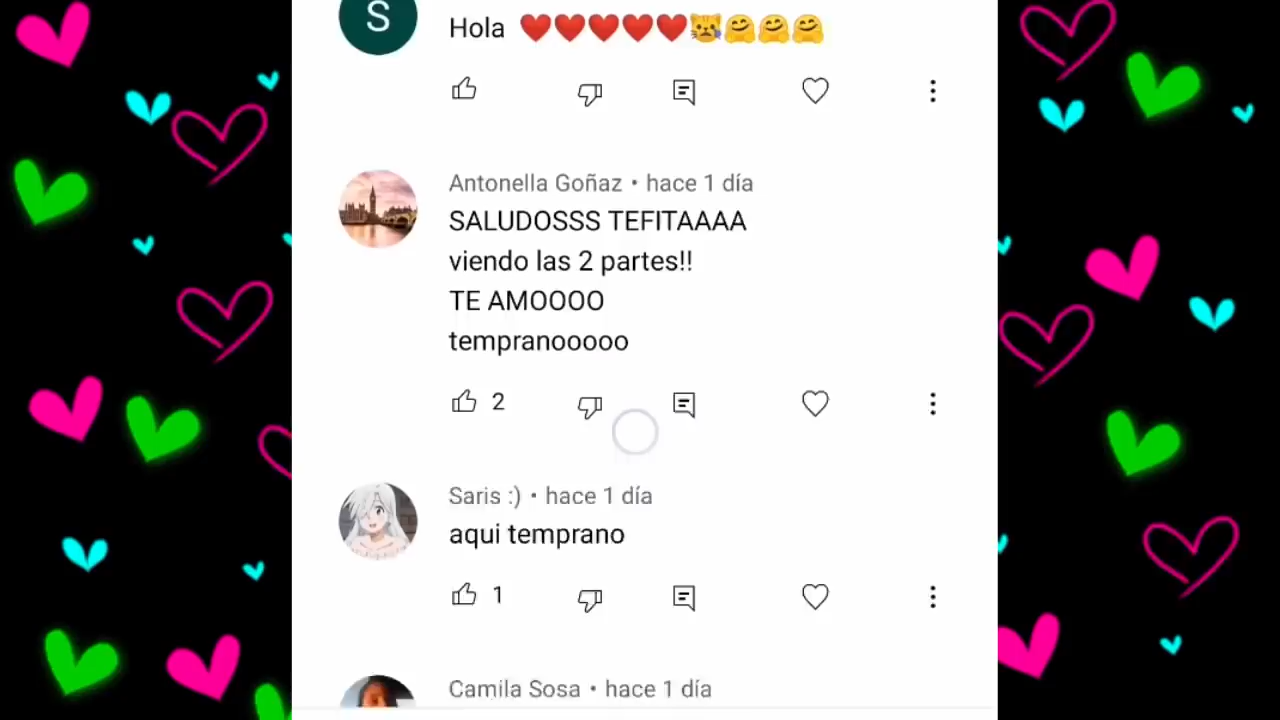 S
Hola ❤️❤️❤️❤️❤️😿🤗🤗🤗
Antonella Goñaz • hace 1 día
SALUDOSSS TEFITAAAA
viendo las 2 partes!!
TE AMOOOO
tempranooooo
2
Saris :) • hace 1 día
aqui temprano
1
Camila Sosa • hace 1 día